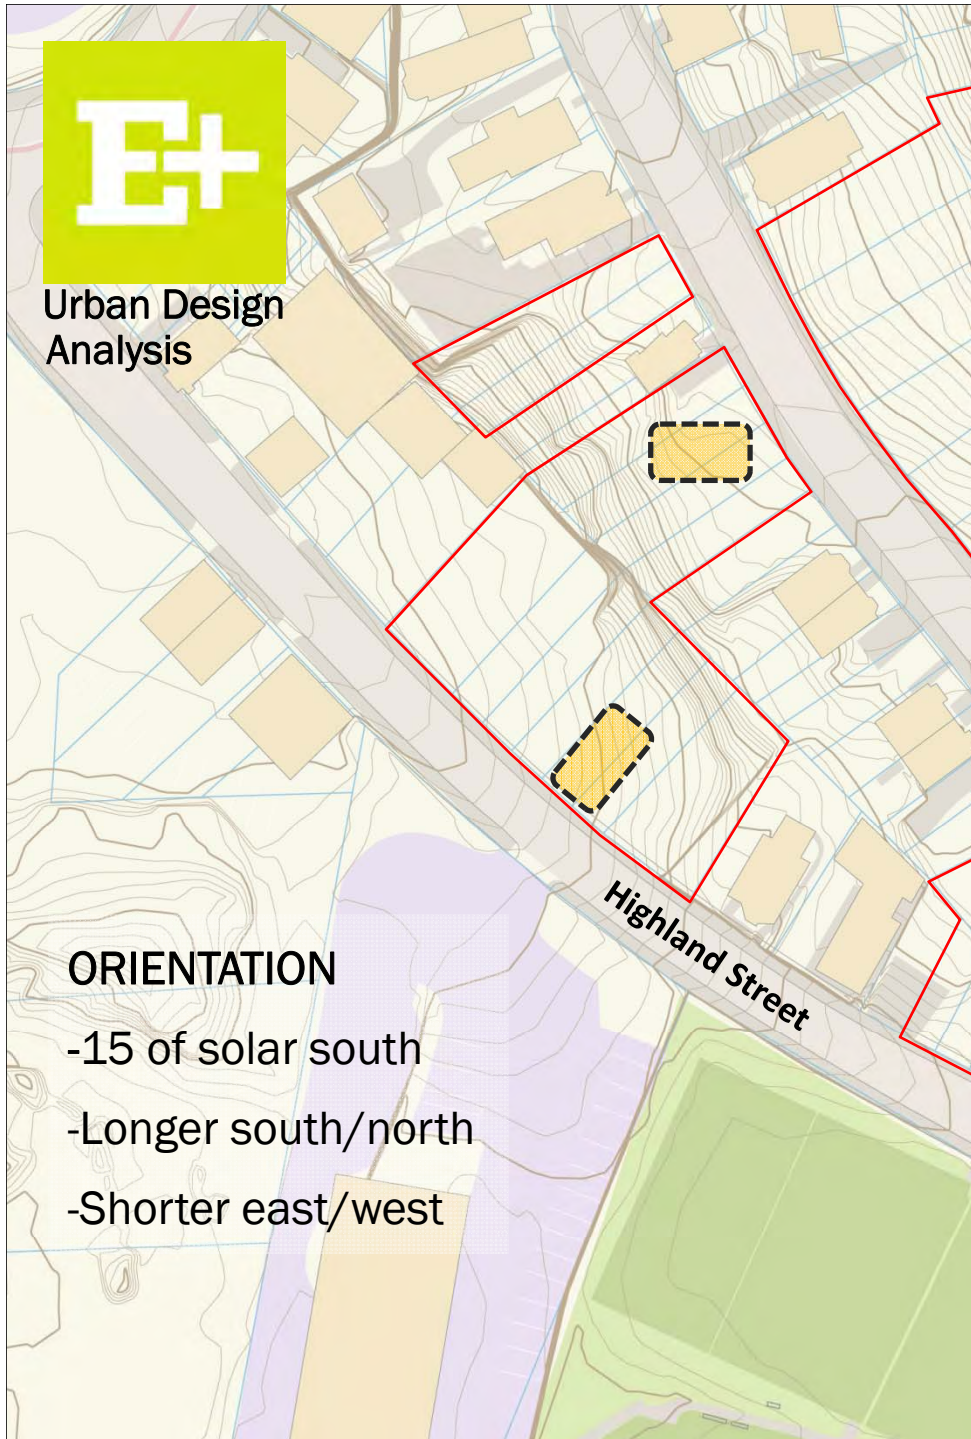 E+
Urban Design
Analysis
Highland Street
ORIENTATION
-15 of solar south
-Longer south/north
-Shorter east/west